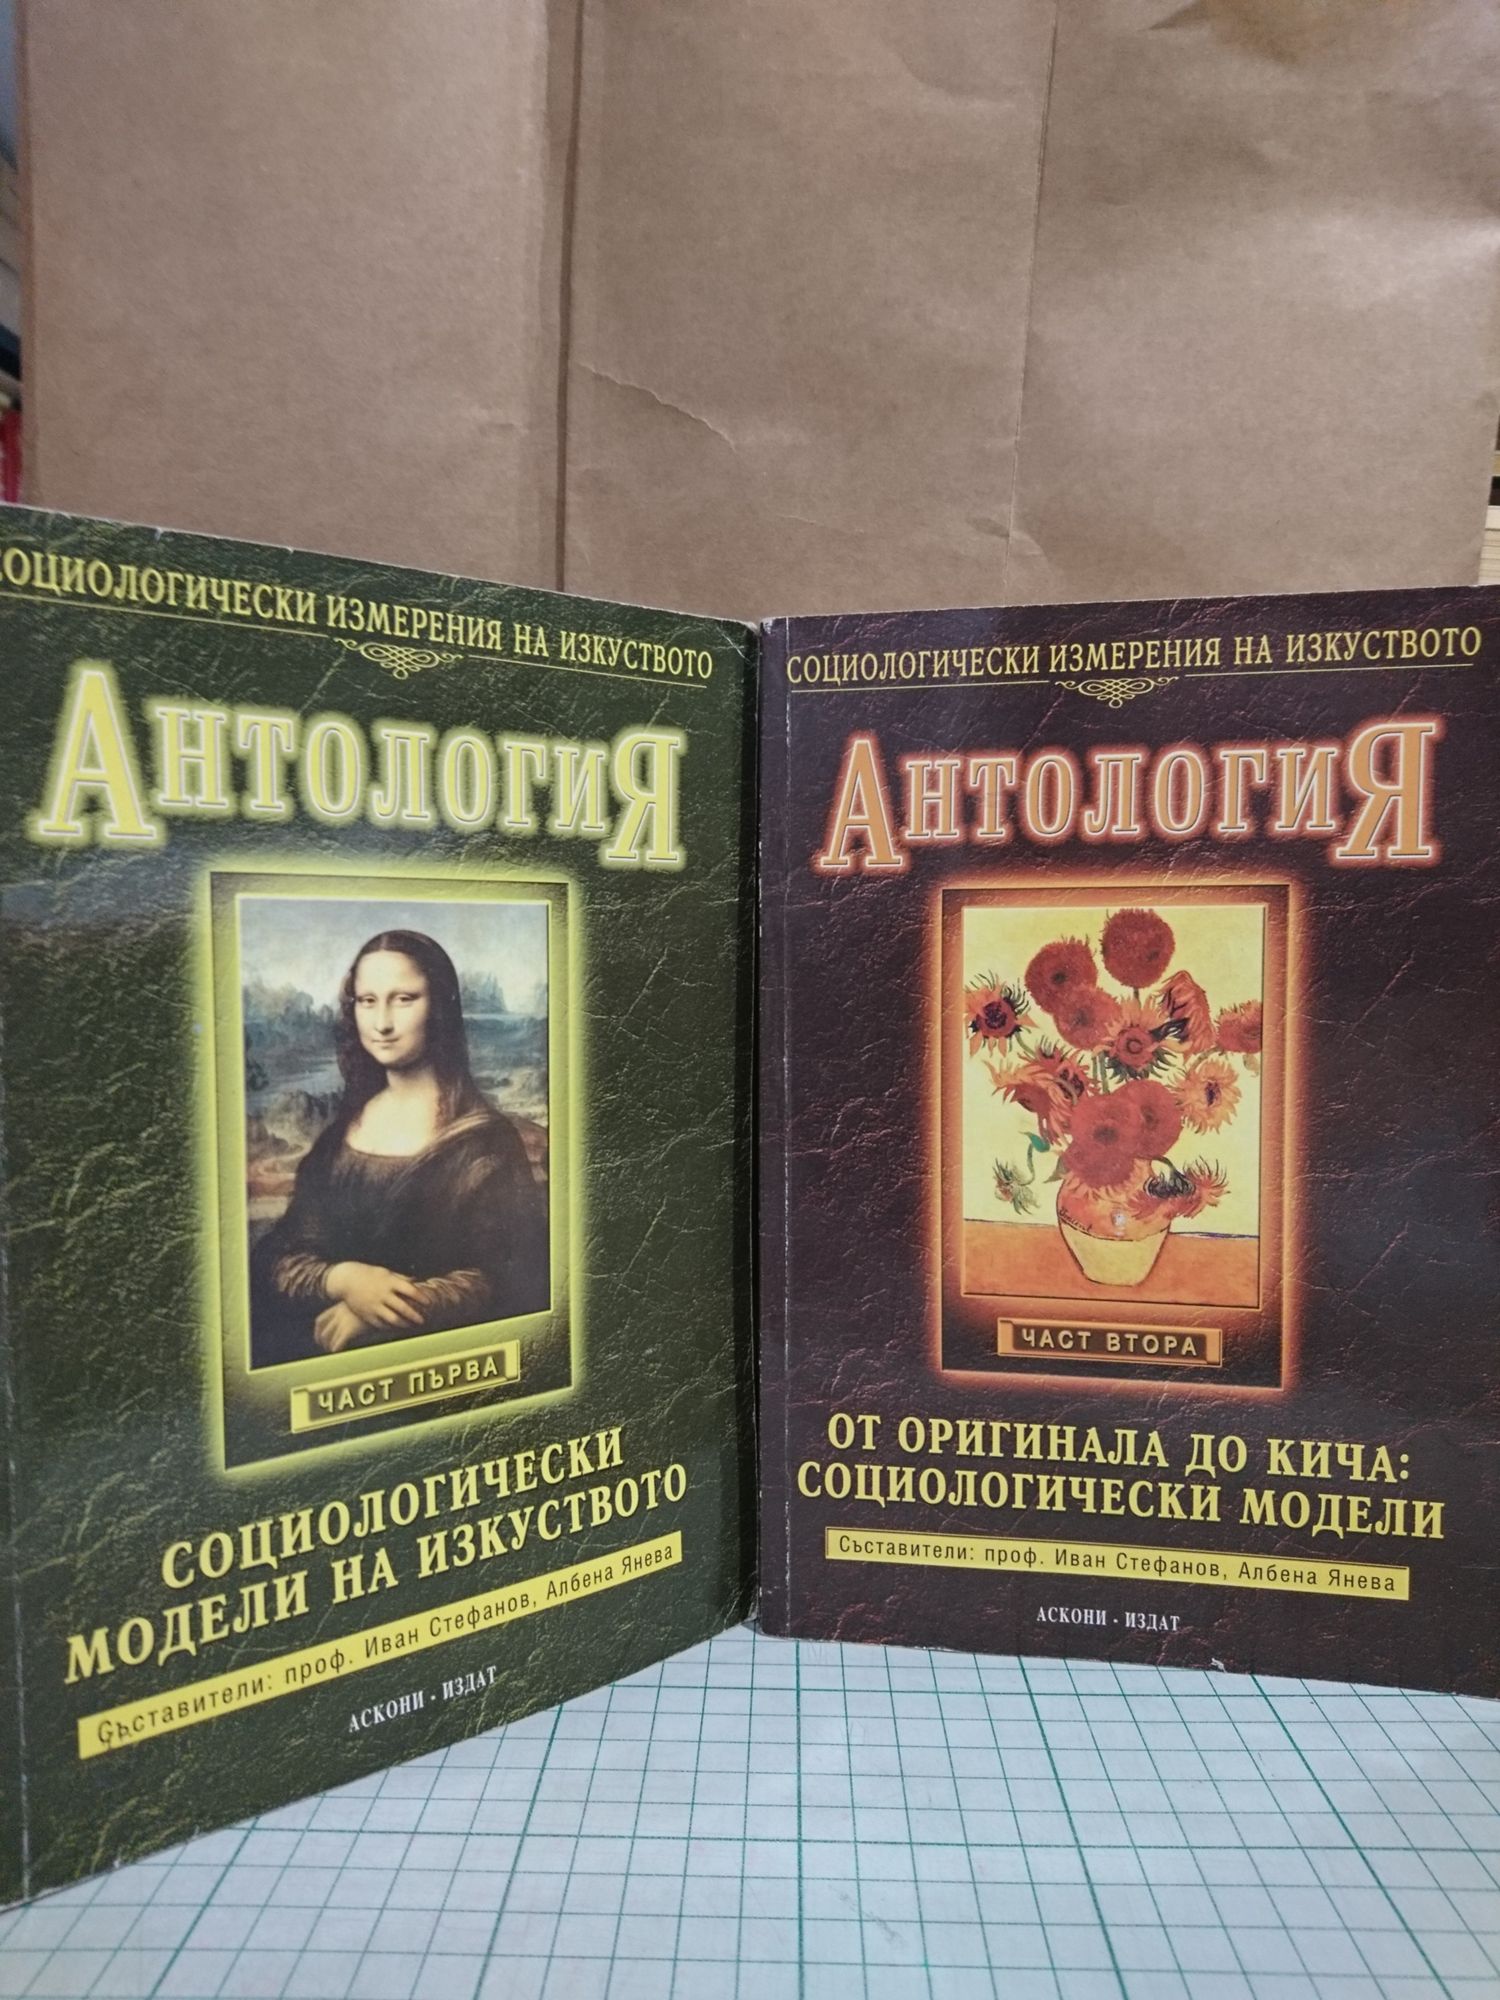 СОЦИОЛОГИЧЕСКИ ИЗМЕРЕНИЯ НА ИЗКУСТВОТО
АНТОЛОГИЯ
ЧАСТ ПЪРВА
СОЦИОЛОГИЧЕСКИ
МОДЕЛИ НА ИЗКУСТВОТО
Съставители: проф. Иван Стефанов, Албена Янева
АСКОНИ · ИЗДАТ
СОЦИОЛОГИЧЕСКИ ИЗМЕРЕНИЯ НА ИЗКУСТВОТО
АНТОЛОГИЯ
Vincent
ЧАСТ ВТОРА
ОТ ОРИГИНАЛА ДО КИЧА:
СОЦИОЛОГИЧЕСКИ МОДЕЛИ
Съставители: проф. Иван Стефанов, Албена Янева
АСКОНИ · ИЗДАТ